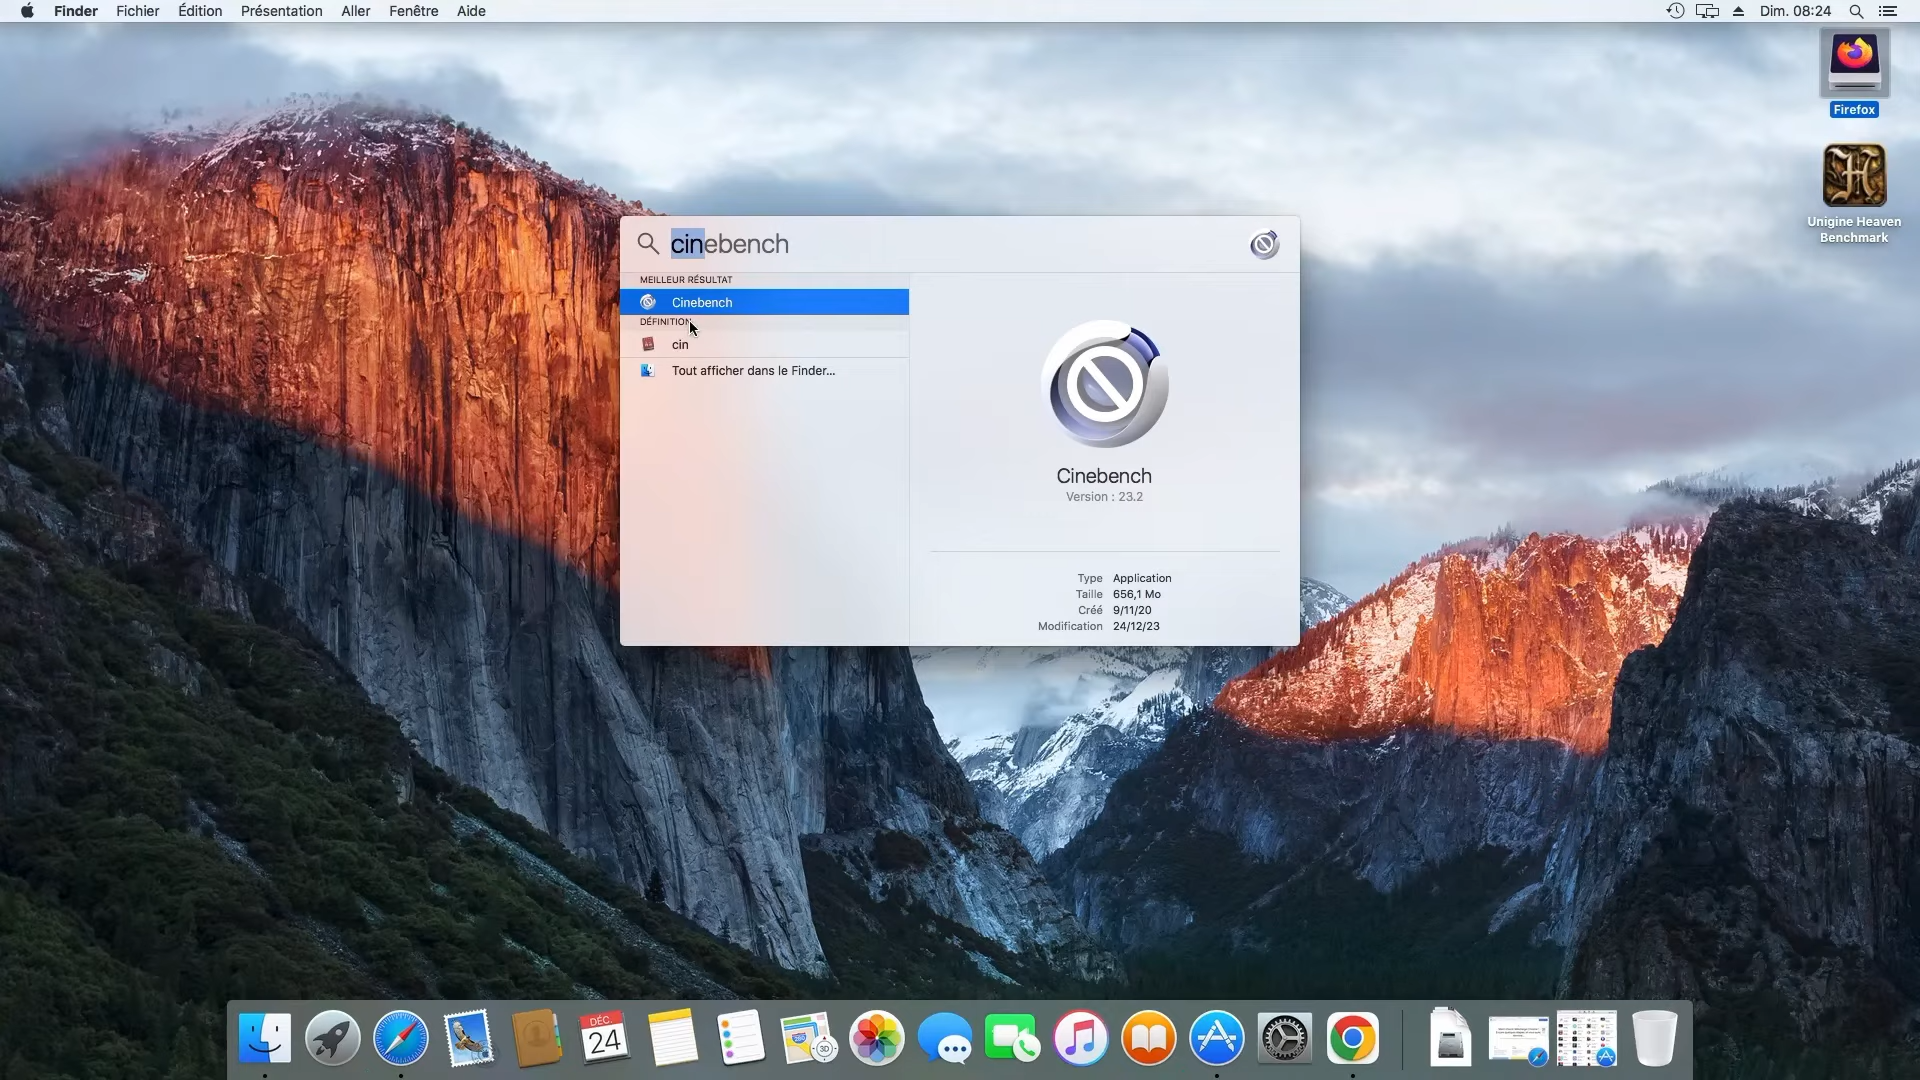 Finder Fichier Édition Présentation Aller Fenêtre Aide
Dim. 08:24
Firefox
Unigine Heaven
Benchmark
cinebench
MEILLEUR RÉSULTAT
Cinebench
DÉFINITION
cin
Tout afficher dans le Finder...
Cinebench
Version : 23.2
Type Application
Taille 656,1 Mo
Créé 9/11/20
Modification 24/12/23
DÉC.
24
3D